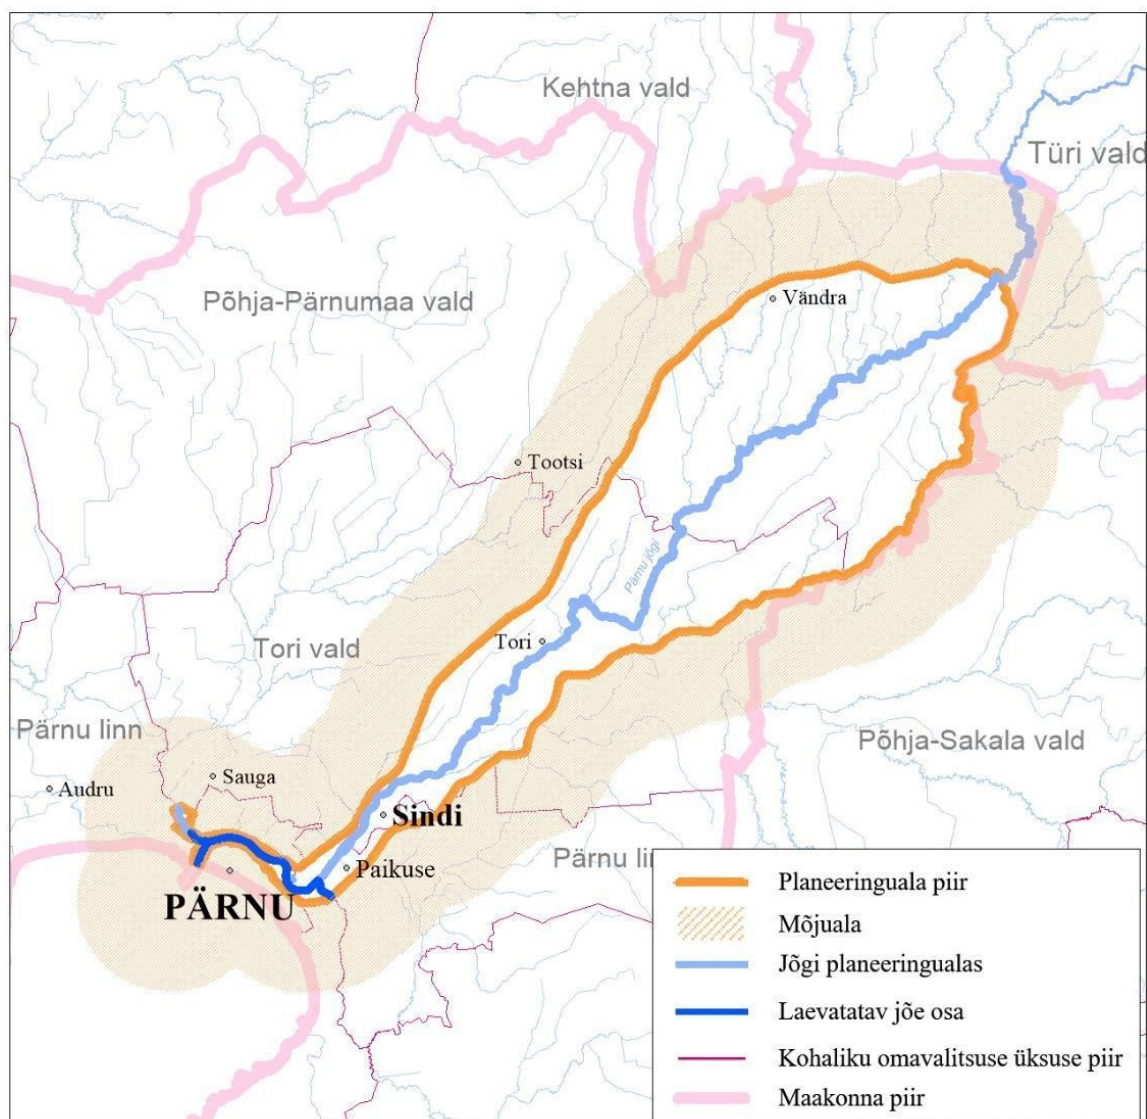 Kehtna vald
Türi vald
Põhja-Pärnumaa vald
Vändra
Tootsi
Pärnu jõgi
Tori
Tori vald
Pärnu linn
Põhja-Sakala vald
Sauga
Audru
Sindi
Paikuse
Pärnu lin
PÄRNU
Planeeringuala piir
Mõjuala
Jõgi planeeringualas
Laevatatav jõe osa
Kohaliku omavalitsuse üksuse piir
Maakonna piir